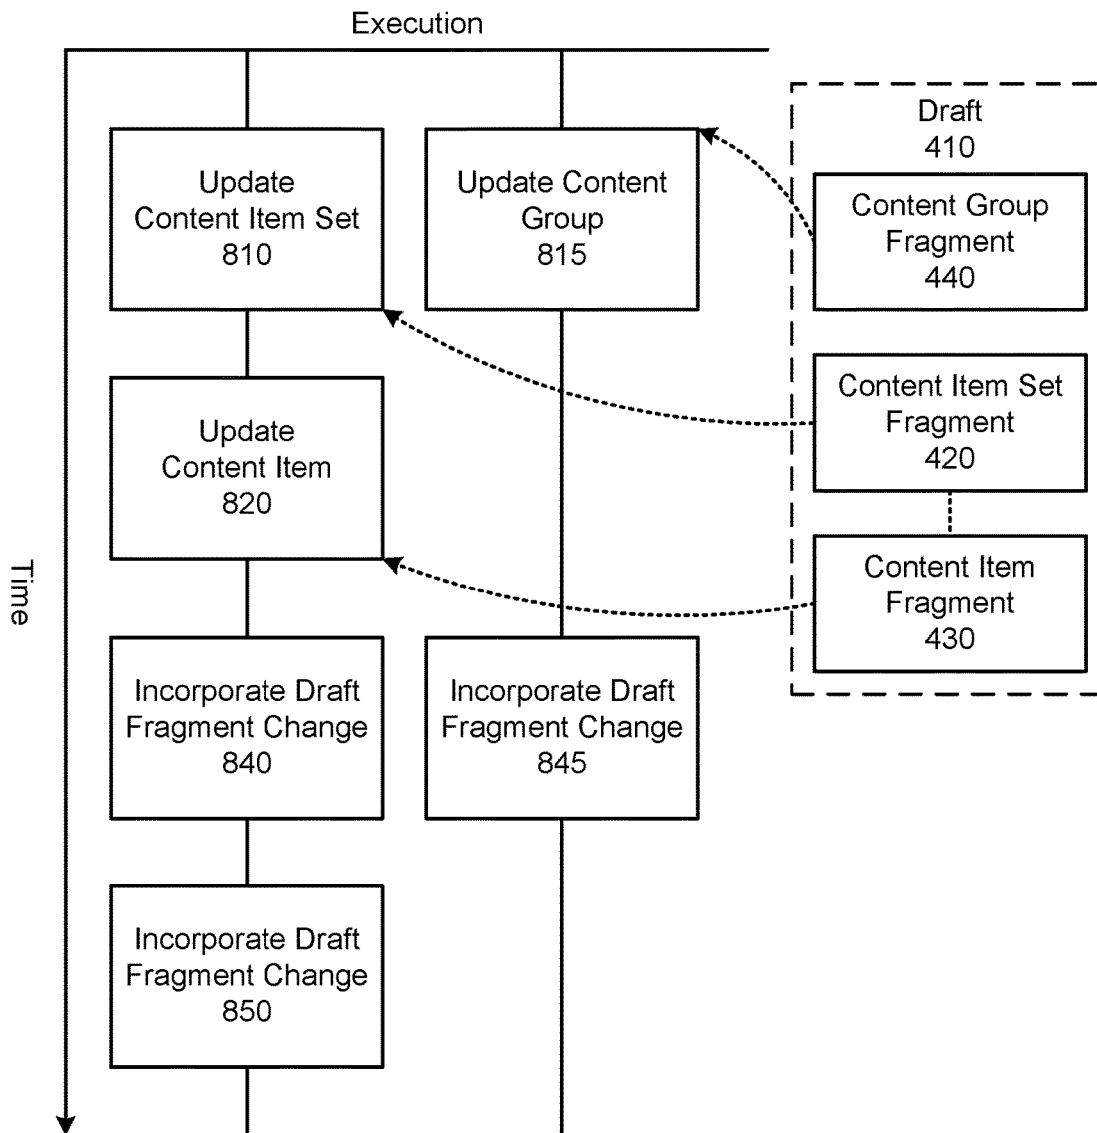 Execution
Draft
410
Update
Content Item Set
810
Update Content
Group
815
Content Group
Fragment
440
Content Item Set
Fragment
420
Update
Content Item
820
Content Item
Fragment
430
Time
Incorporate Draft
Fragment Change
840
Incorporate Draft
Fragment Change
845
Incorporate Draft
Fragment Change
850